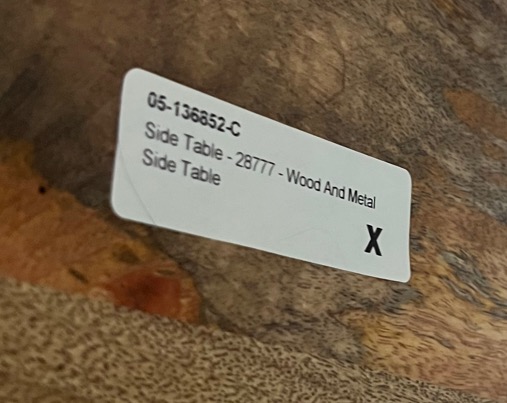 05-136852-C
Side Table - 28777 - Wood And Metal
Side Table
X